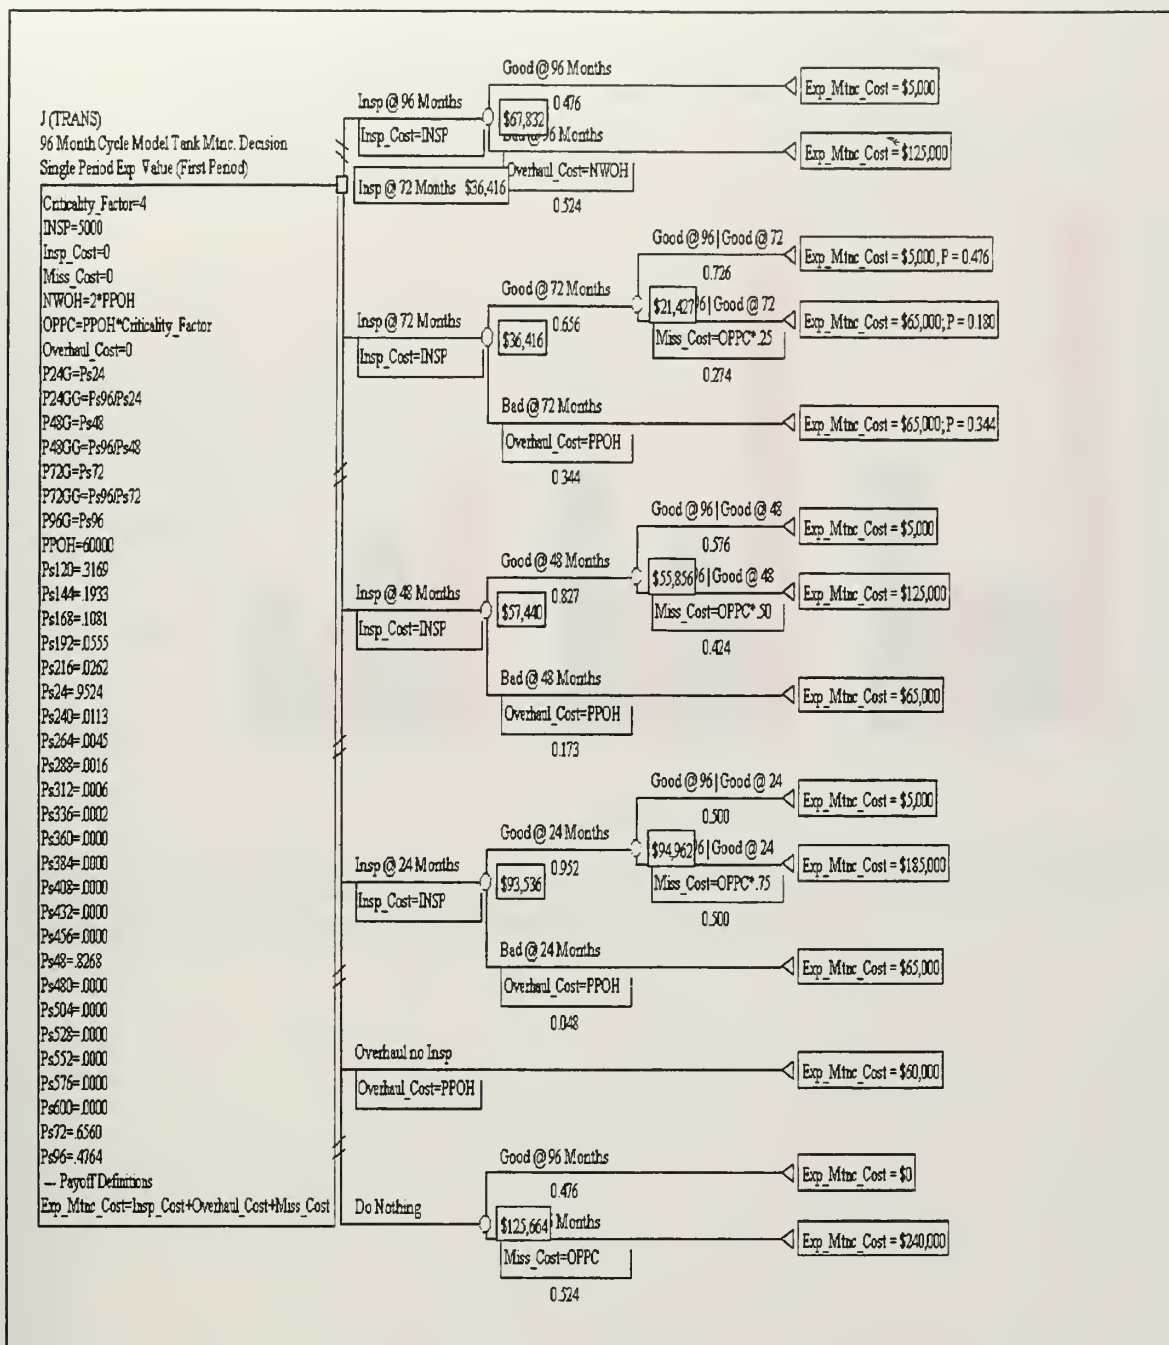 J (TRANS)
96 Month Cycle Model Tank Mtnc. Decision
Single Period Exp Value (First Period)
Criticality_Factor=4
INSP=5000
Insp_Cost=0
Miss_Cost=0
NWOH=2*PPOH
OPPC=PPOH*Criticality_Factor
Overhaul_Cost=0
P24G=Ps24
P24GG=Ps96/Ps24
P48G=Ps48
P48GG=Ps96/Ps48
P72G=Ps72
P72GG=Ps96/Ps72
P96G=Ps96
PPOH=60000
Ps120=.3169
Ps144=.1933
Ps168=.1081
Ps192=.0555
Ps216=.0262
Ps24=.9524
Ps240=.0113
Ps264=.0045
Ps288=.0016
Ps312=.0006
Ps336=.0002
Ps360=.0000
Ps384=.0000
Ps408=.0000
Ps432=.0000
Ps456=.0000
Ps48=.8268
Ps480=.0000
Ps504=.0000
Ps528=.0000
Ps552=.0000
Ps576=.0000
Ps600=.0000
Ps72=.6560
Ps96=.4764
--- Payoff Definitions
Exp_Mtnc_Cost=Insp_Cost+Overhaul_Cost+Miss_Cost
Insp @ 96 Months
Insp_Cost=INSP
$67,832
Good @ 96 Months
0.476
Exp_Mtnc_Cost = $5,000
Bad @ 96 Months
Overhaul_Cost=NWOH
0.524
Exp_Mtnc_Cost = $125,000
Insp @ 72 Months $36,416
Insp @ 72 Months
Insp_Cost=INSP
$36,416
Good @ 72 Months
0.656
$21,427
Good @ 96 | Good @ 72
0.726
Exp_Mtnc_Cost = $5,000; P = 0.476
96 | Good @ 72
Miss_Cost=OPPC*.25
0.274
Exp_Mtnc_Cost = $65,000; P = 0.180
Bad @ 72 Months
Overhaul_Cost=PPOH
0.344
Exp_Mtnc_Cost = $65,000; P = 0.344
Insp @ 48 Months
Insp_Cost=INSP
$57,440
Good @ 48 Months
0.827
$55,856
Good @ 96 | Good @ 48
0.576
Exp_Mtnc_Cost = $5,000
96 | Good @ 48
Miss_Cost=OPPC*.50
0.424
Exp_Mtnc_Cost = $125,000
Bad @ 48 Months
Overhaul_Cost=PPOH
0.173
Exp_Mtnc_Cost = $65,000
Insp @ 24 Months
Insp_Cost=INSP
$93,536
Good @ 24 Months
0.952
$94,962
Good @ 96 | Good @ 24
0.500
Exp_Mtnc_Cost = $5,000
96 | Good @ 24
Miss_Cost=OPPC*.75
0.500
Exp_Mtnc_Cost = $185,000
Bad @ 24 Months
Overhaul_Cost=PPOH
0.048
Exp_Mtnc_Cost = $65,000
Overhaul no Insp
Overhaul_Cost=PPOH
Exp_Mtnc_Cost = $60,000
Do Nothing
$125,664
Good @ 96 Months
0.476
Exp_Mtnc_Cost = $0
Months
Miss_Cost=OPPC
0.524
Exp_Mtnc_Cost = $240,000